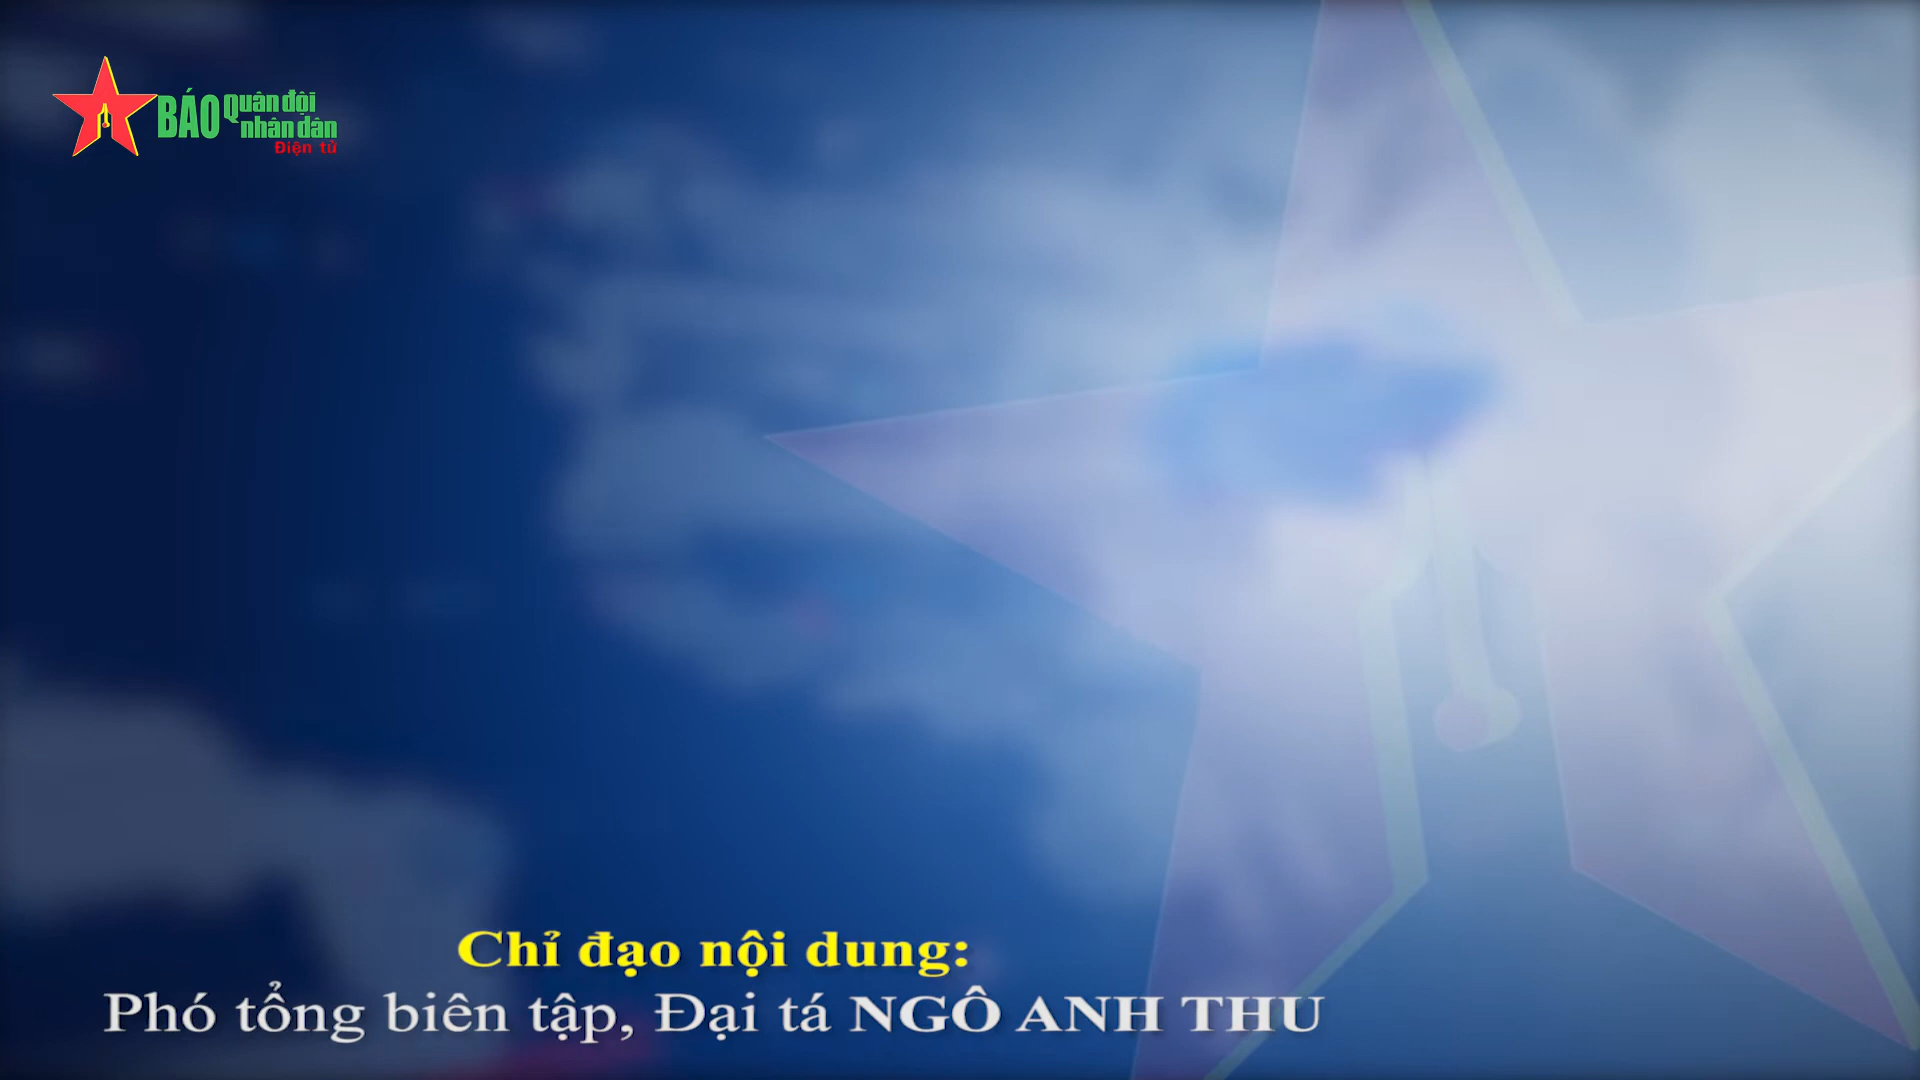 BÁO Quân đội
nhân dân
Điện tử
Chỉ đạo nội dung:
Phó tổng biên tập, Đại tá NGÔ ANH THU